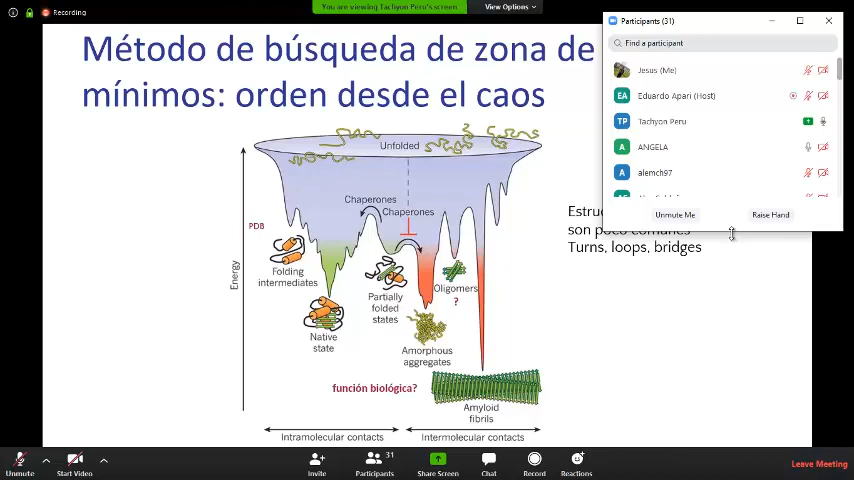 Recording
You are viewing Tachyon Peru's screen
View Options
Método de búsqueda de zona de
mínimos: orden desde el caos
Participants (31)
Find a participant
Jesus (Me)
EA
Eduardo Apari (Host)
TP
Tachyon Peru
A
ANGELA
A
alemch97
Unmute Me
Raise Hand
son poco comunes
Turns, loops, bridges
Unfolded
Chaperones
Chaperones
PDB
Energy
Folding
intermediates
Partially
folded
states
Oligomers
?
Native
state
Amorphous
aggregates
función biológica?
Amyloid
fibrils
Intramolecular contacts
Intermolecular contacts
Unmute
Start Video
Invite
31
Participants
Share Screen
Chat
Record
Reactions
Leave Meeting